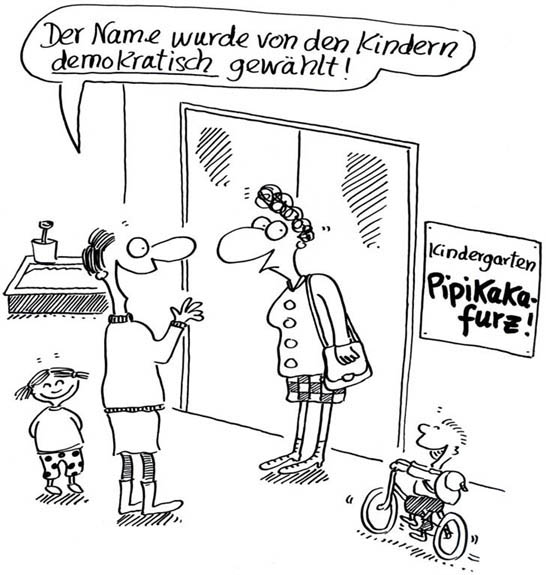 Der Name wurde von den Kindern
demokratisch gewählt!
Kindergarten
PipiKaKa-
furz!